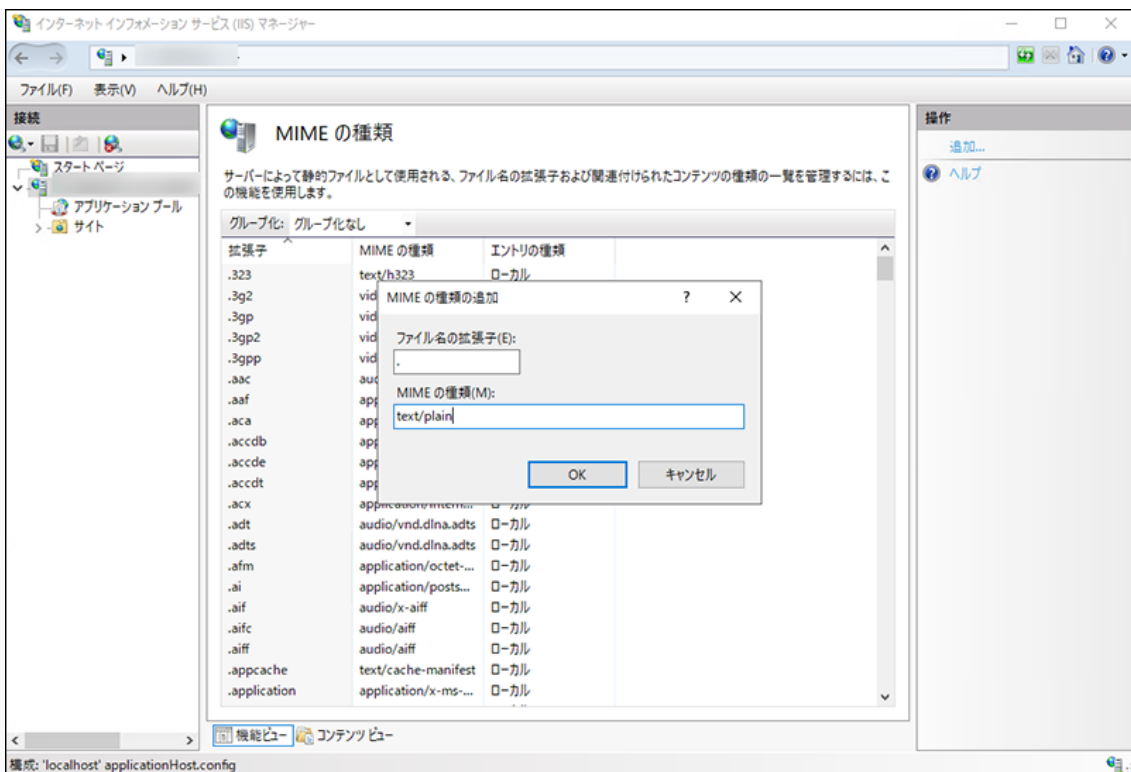 インターネット インフォメーション サービス (IIS) マネージャー
ファイル(F) 表示(V) ヘルプ(H)
接続
スタート ページ
アプリケーション プール
サイト
MIME の種類
サーバーによって静的ファイルとして使用される、ファイル名の拡張子および関連付けられたコンテンツの種類の一覧を管理するには、こ
の機能を使用します。
グループ化: グループ化なし
拡張子 MIME の種類 エントリの種類
.323 text/h323 ローカル
.3g2 vid
.3gp vid
.3gp2 vid
.3gpp vid
.aac
.aaf app
.aca app
.accdb app
.accde app
.accdt app
.acx
.adt audio/vnd.dlna.adts ローカル
.adts audio/vnd.dlna.adts ローカル
.afm application/octet-... ローカル
.ai application/posts... ローカル
.aif audio/x-aiff ローカル
.aifc audio/aiff ローカル
.aiff audio/aiff ローカル
.appcache text/cache-manifest ローカル
.application application/x-ms-... ローカル
MIME の種類の追加
ファイル名の拡張子(E):
.
MIME の種類(M):
text/plain
OK キャンセル
機能ビュー コンテンツ ビュー
操作
追加...
ヘルプ
構成: 'localhost' applicationHost.config